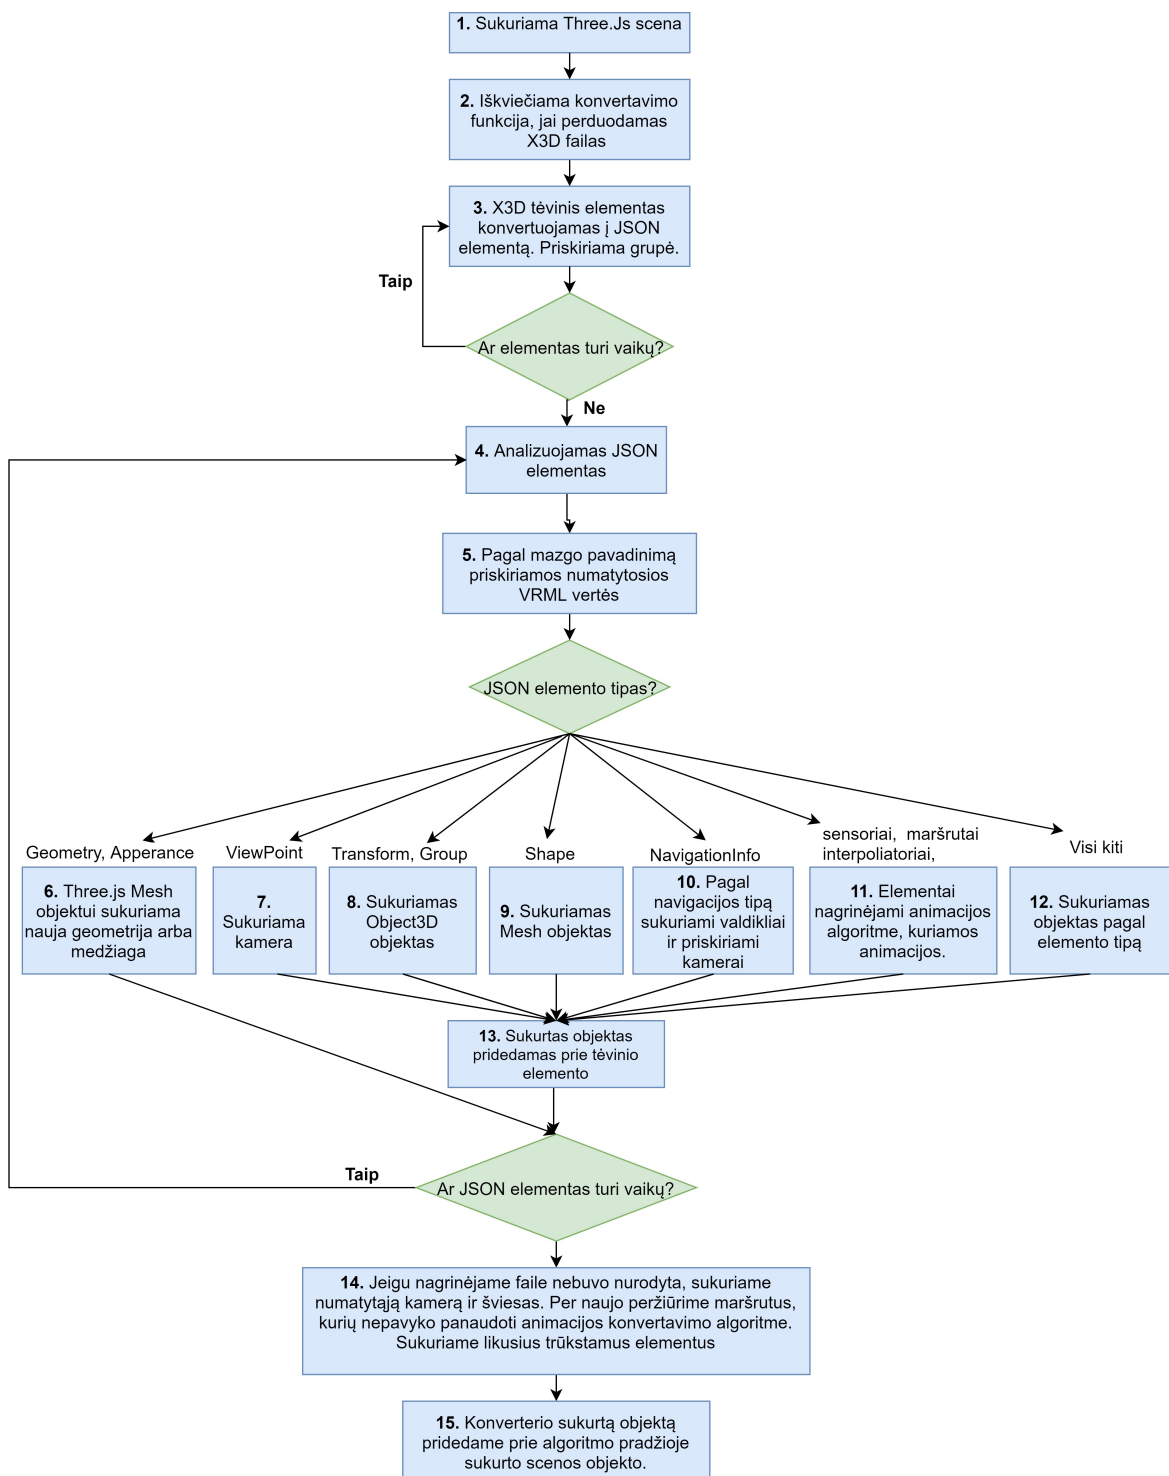 1. Sukuriama Three.Js scena
2. Iškviečiama konvertavimo
funkcija, jai perduodamas
X3D failas
3. X3D tėvinis elementas
konvertuojamas į JSON
elementą. Priskiriama grupė.
Taip
Ar elementas turi vaikų?
Ne
4. Analizuojamas JSON
elementas
5. Pagal mazgo pavadinimą
priskiriamos numatytosios
VRML vertės
JSON elemento tipas?
Geometry, Apperance
ViewPoint
Transform, Group
Shape
NavigationInfo
sensoriai, maršrutai
interpoliatoriai,
Visi kiti
6. Three.js Mesh
objektui sukuriama
nauja geometrija arba
medžiaga
7.
Sukuriama
kamera
8. Sukuriamas
Object3D
objektas
9. Sukuriamas
Mesh objektas
10. Pagal
navigacijos tipą
sukuriami valdikliai
ir priskiriami
kamerai
11. Elementai
nagrinėjami animacijos
algoritme, kuriamos
animacijos.
12. Sukuriamas
objektas pagal
elemento tipą
13. Sukurtas objektas
pridedamas prie tėvinio
elemento
Taip
Ar JSON elementas turi vaikų?
14. Jeigu nagrinėjame faile nebuvo nurodyta, sukuriame
numatytąją kamerą ir šviesas. Per naujo peržiūrime maršrutus,
kurių nepavyko panaudoti animacijos konvertavimo algoritme.
Sukuriame likusius trūkstamus elementus
15. Konverterio sukurtą objektą
pridedame prie algoritmo pradžioje
sukurto scenos objekto.